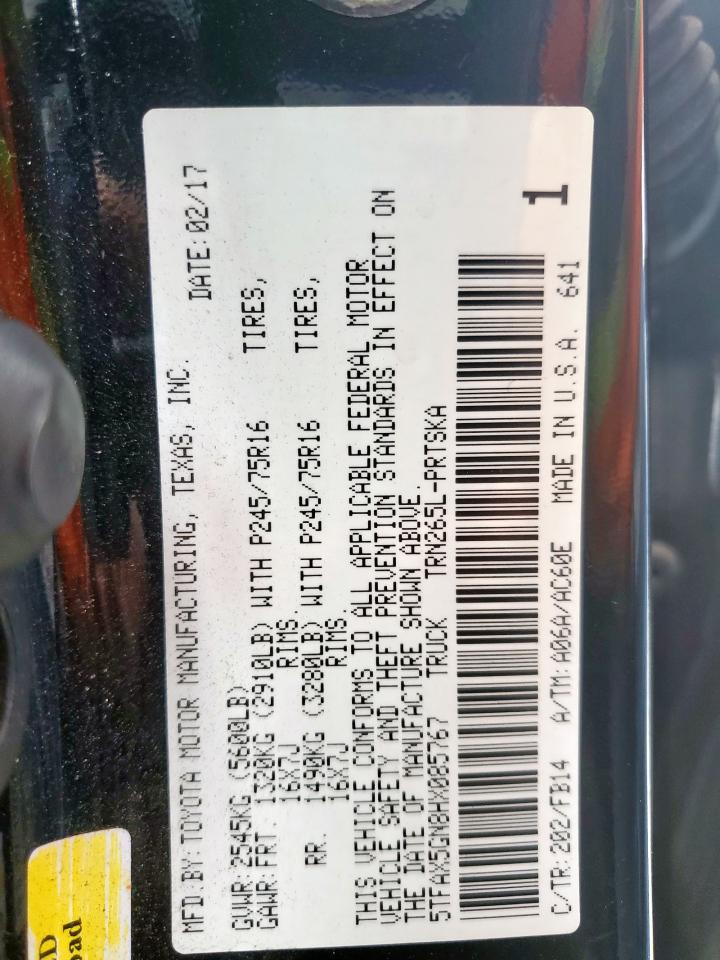 MFD.BY: TOYOTA MOTOR MANUFACTURING, TEXAS, INC. DATE: 02/17
GVWR: 2545KG (5600LB)
GAWR: FRT. 1320KG (2910LB) WITH P245/75R16 TIRES,
16X7J RIMS.
RR. 1490KG (3280LB) WITH P245/75R16 TIRES,
16X7J RIMS.
THIS VEHICLE CONFORMS TO ALL APPLICABLE FEDERAL MOTOR
VEHICLE SAFETY AND THEFT PREVENTION STANDARDS IN EFFECT ON
THE DATE OF MANUFACTURE SHOWN ABOVE.
5TFAX5GN8HX085767 TRUCK TRN265L-PRTSKA
1
C/TR: 202/FB14 A/TM: A06A/AC60E MADE IN U.S.A. 641